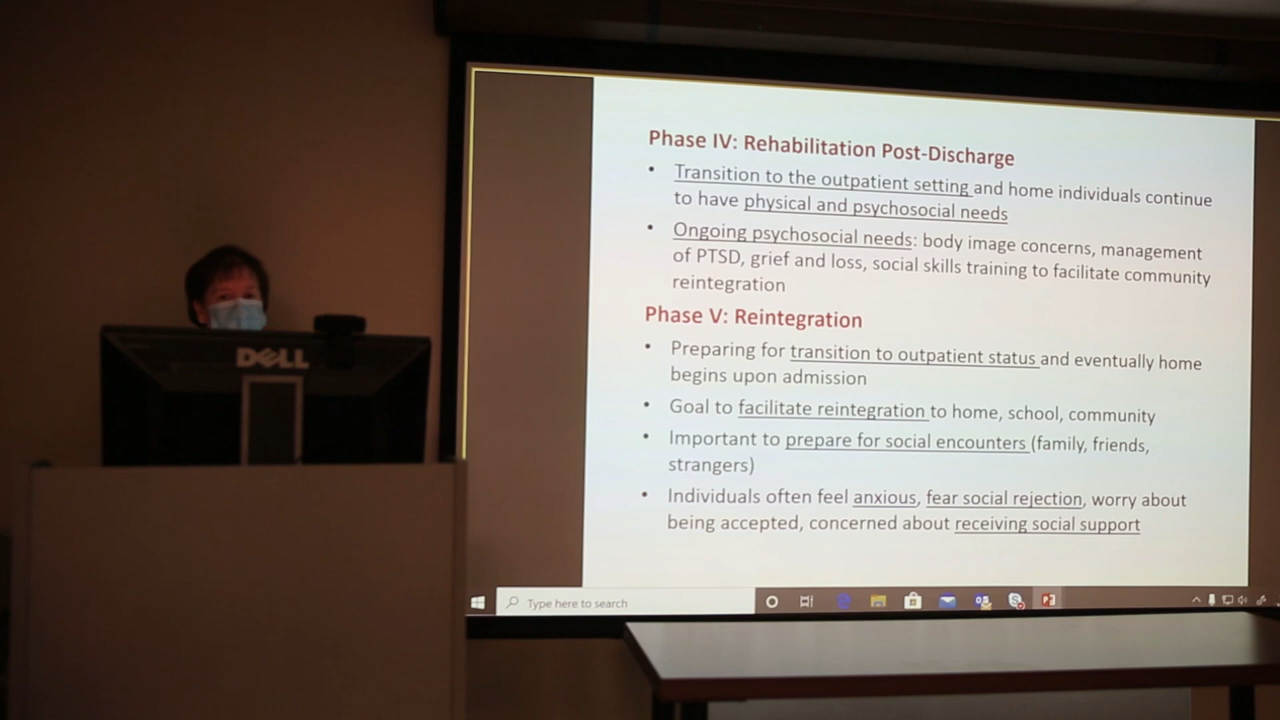 Phase IV: Rehabilitation Post-Discharge
• Transition to the outpatient setting and home individuals continue
to have physical and psychosocial needs
• Ongoing psychosocial needs: body image concerns, management
of PTSD, grief and loss, social skills training to facilitate community
reintegration
Phase V: Reintegration
• Preparing for transition to outpatient status and eventually home
begins upon admission
• Goal to facilitate reintegration to home, school, community
• Important to prepare for social encounters (family, friends,
strangers)
• Individuals often feel anxious, fear social rejection, worry about
being accepted, concerned about receiving social support
Type here to search
DELL